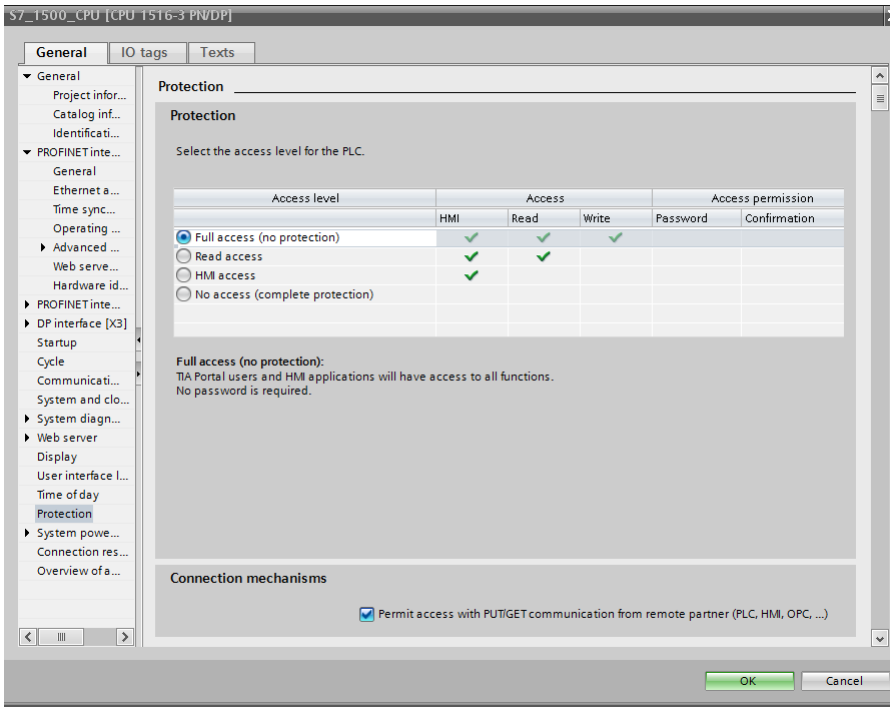 S7_1500_CPU [CPU 1516-3 PN/DP]
General IO tags Texts
General
Project infor...
Catalog inf...
Identificati...
PROFINET inte...
General
Ethernet a...
Time sync...
Operating ...
Advanced ...
Web serve...
Hardware id...
PROFINET inte...
DP interface [X3]
Startup
Cycle
Communicati...
System and clo...
System diagn...
Web server
Display
User interface l...
Time of day
Protection
System powe...
Connection res...
Overview of a...
Protection
Protection
Select the access level for the PLC.
Access level Access Access permission
HMI Read Write Password Confirmation
Full access (no protection)
Read access
HMI access
No access (complete protection)
Full access (no protection):
TIA Portal users and HMI applications will have access to all functions.
No password is required.
Connection mechanisms
Permit access with PUT/GET communication from remote partner (PLC, HMI, OPC, ...)
OK Cancel